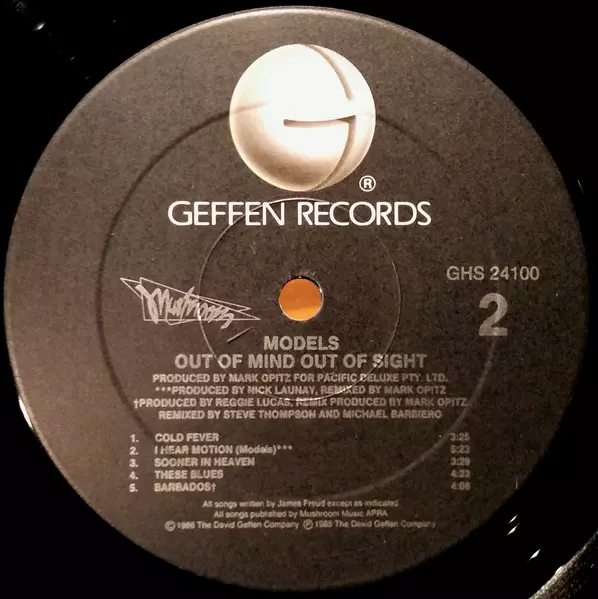 ®
GEFFEN RECORDS
GHS 24100
Mushroom
2
MODELS
OUT OF MIND OUT OF SIGHT
PRODUCED BY MARK OPITZ FOR PACIFIC DELUXE PTY. LTD.
***PRODUCED BY NICK LAUNAY, REMIXED BY MARK OPITZ
†PRODUCED BY REGGIE LUCAS, REMIX PRODUCED BY MARK OPITZ
REMIXED BY STEVE THOMPSON AND MICHAEL BARBIERO
1. COLD FEVER 3:25
2. I HEAR MOTION (Models)*** 3:23
3. SOONER IN HEAVEN 3:29
4. THESE BLUES 4:23
5. BARBADOS† 4:08
All songs written by James Freud except as indicated.
All songs published by Mushroom Music APRA
© 1986 The David Geffen Company ℗ 1985 The David Geffen Company